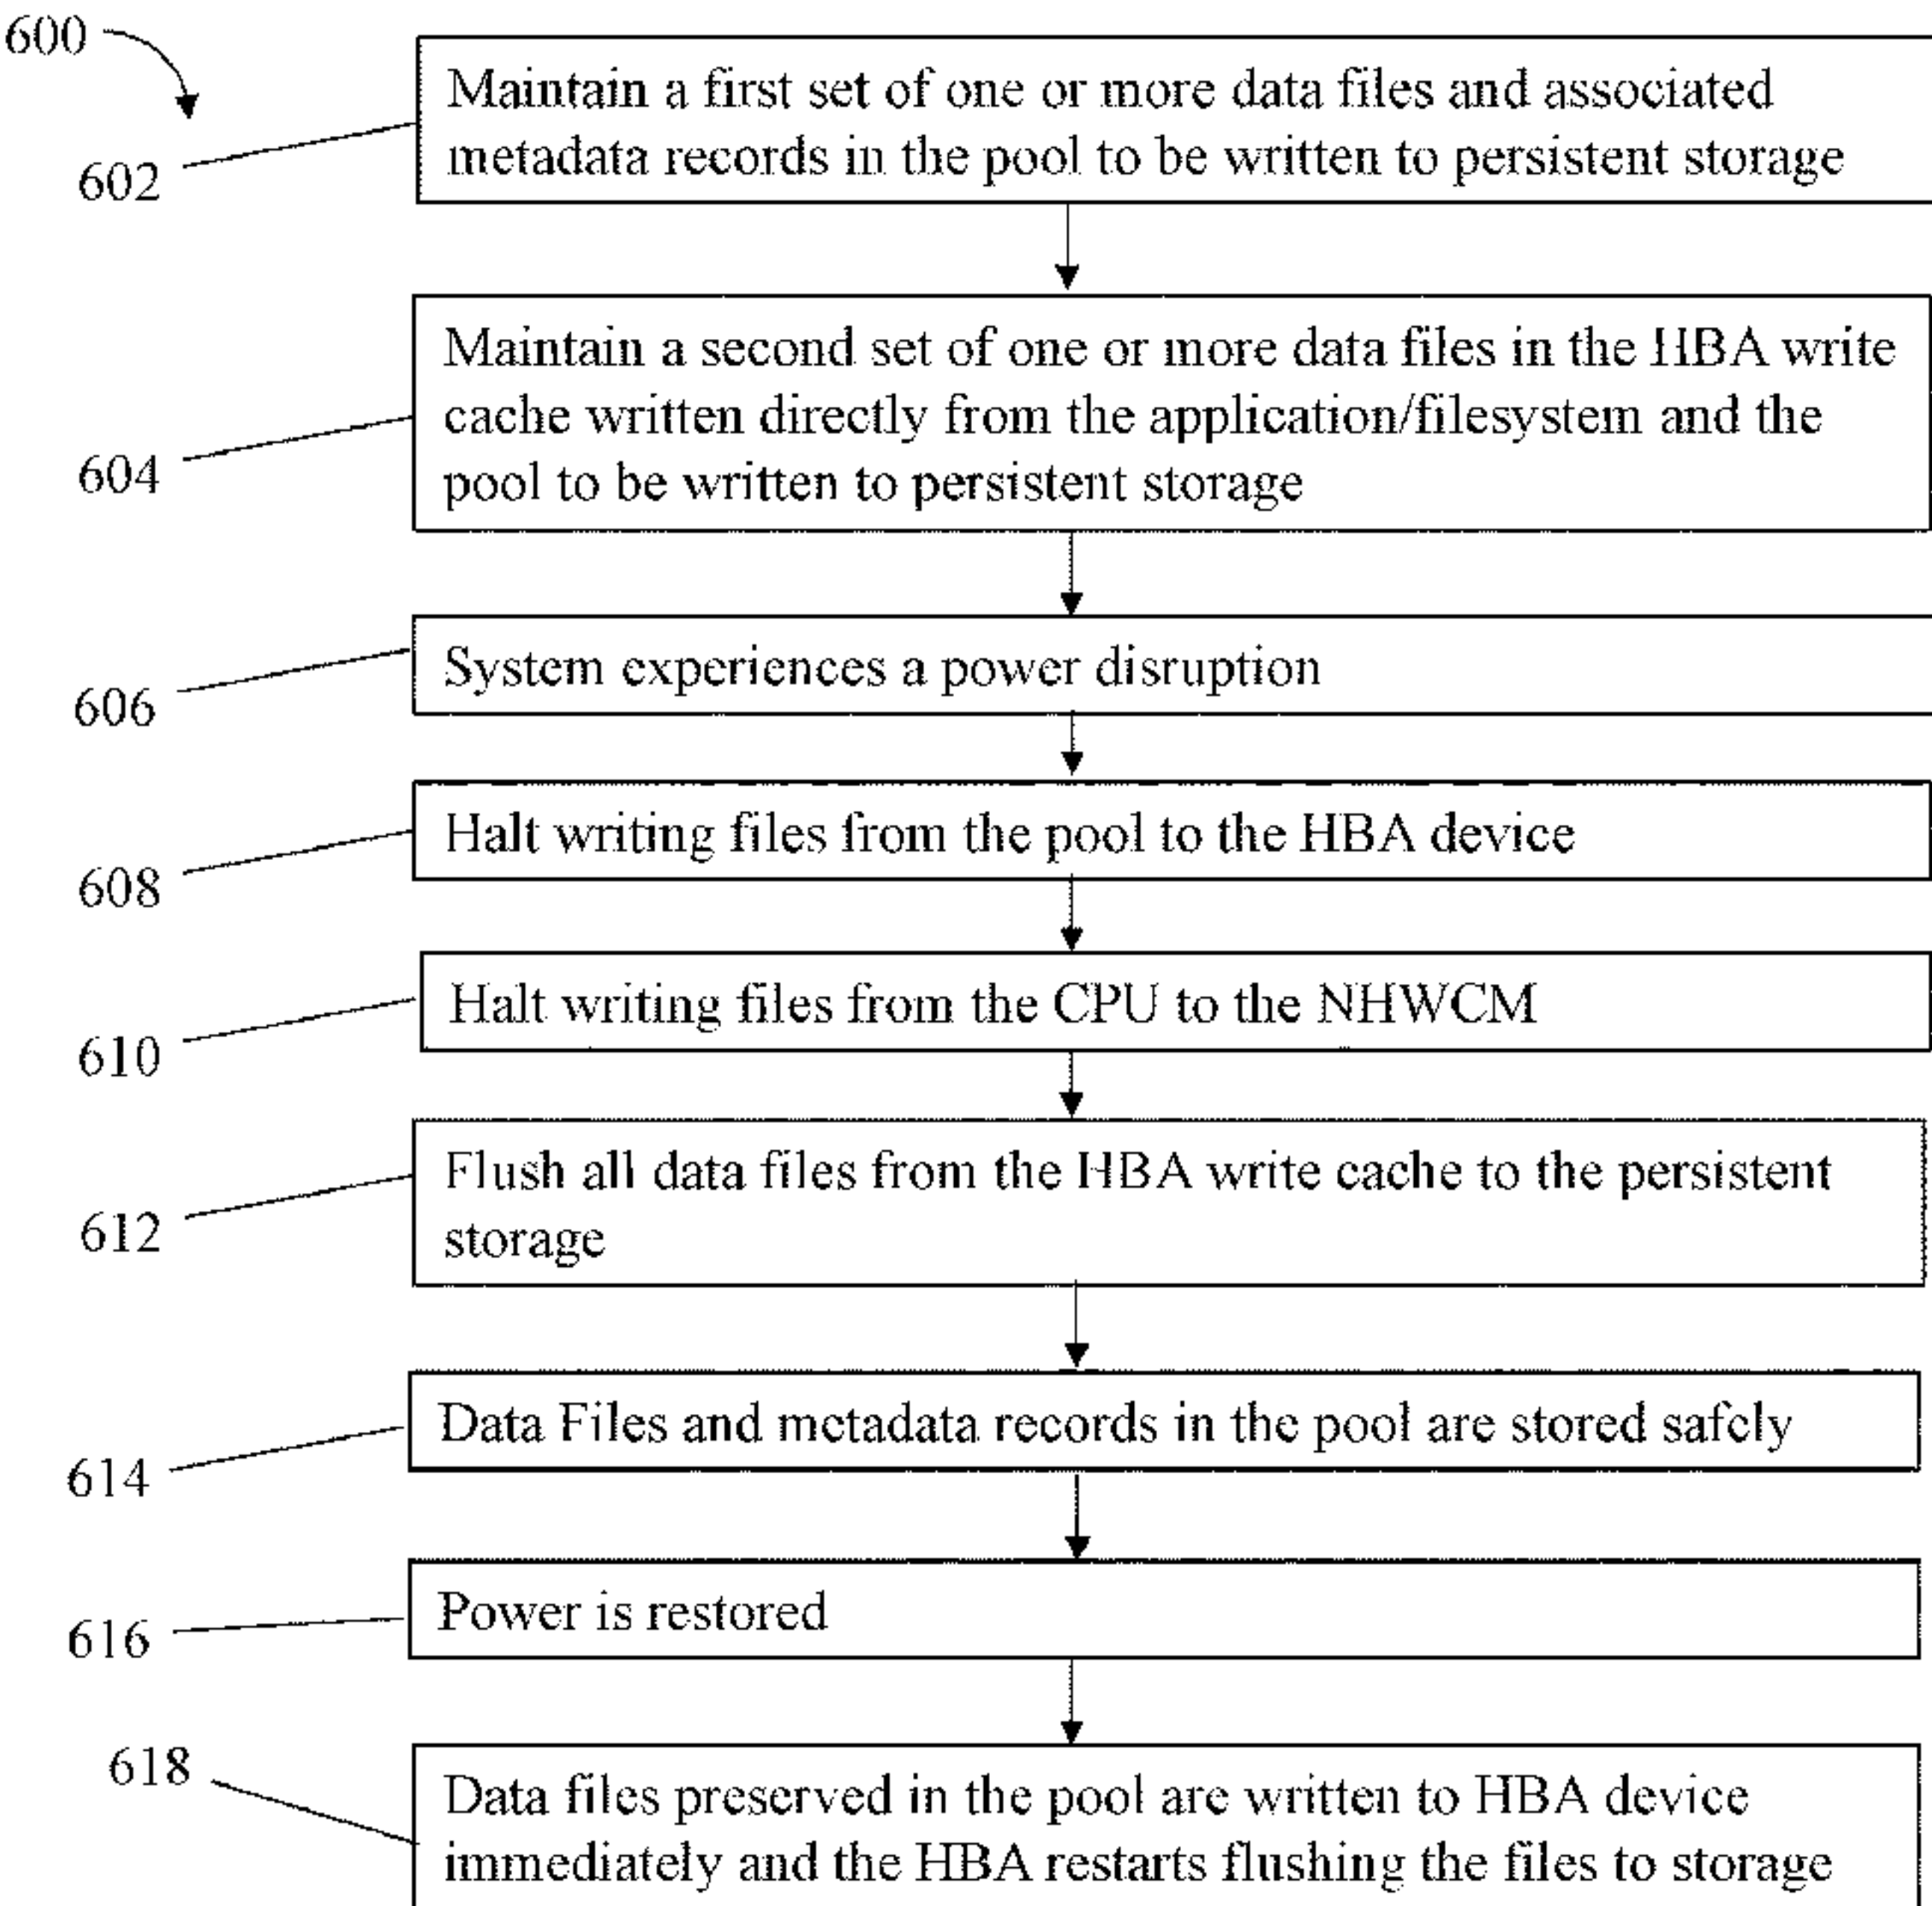 600
Maintain a first set of one or more data files and associated
metadata records in the pool to be written to persistent storage
602
Maintain a second set of one or more data files in the HBA write
cache written directly from the application/filesystem and the
pool to be written to persistent storage
604
System experiences a power disruption
606
Halt writing files from the pool to the HBA device
608
Halt writing files from the CPU to the NHWCM
610
Flush all data files from the HBA write cache to the persistent
storage
612
Data Files and metadata records in the pool are stored safely
614
Power is restored
616
618
Data files preserved in the pool are written to HBA device
immediately and the HBA restarts flushing the files to storage